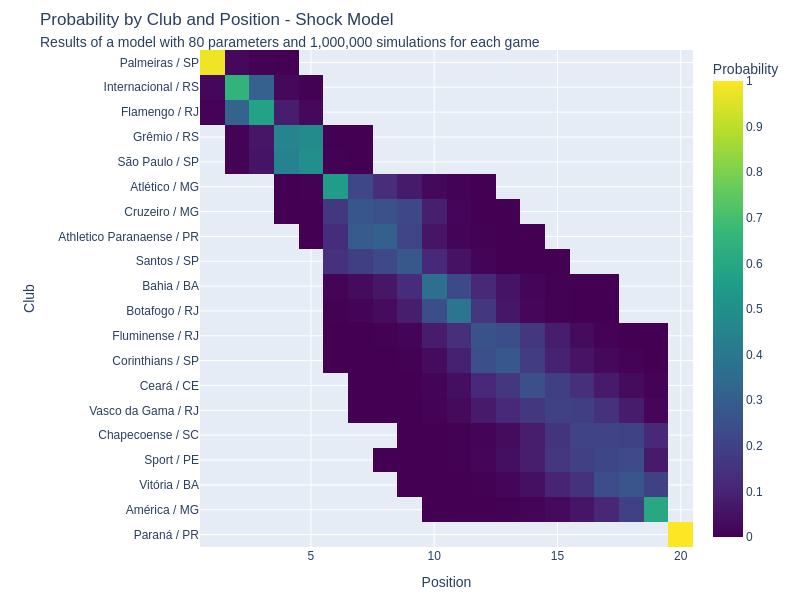 Probability by Club and Position - Shock Model
Results of a model with 80 parameters and 1,000,000 simulations for each game
Probability
Club
Palmeiras / SP
Internacional / RS
Flamengo / RJ
Grêmio / RS
São Paulo / SP
Atlético / MG
Cruzeiro / MG
Athletico Paranaense / PR
Santos / SP
Bahia / BA
Botafogo / RJ
Fluminense / RJ
Corinthians / SP
Ceará / CE
Vasco da Gama / RJ
Chapecoense / SC
Sport / PE
Vitória / BA
América / MG
Paraná / PR
1
0.9
0.8
0.7
0.6
0.5
0.4
0.3
0.2
0.1
0
5 10 15 20
Position